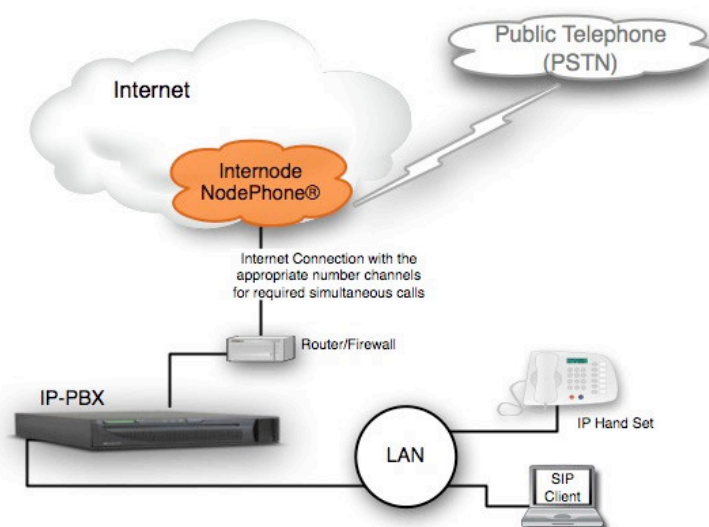 Public Telephone
(PSTN)
Internet
Internode
NodePhone®
Internet Connection with the
appropriate number channels
for required simultaneous calls
Router/Firewall
IP-PBX
IP Hand Set
LAN
SIP
Client